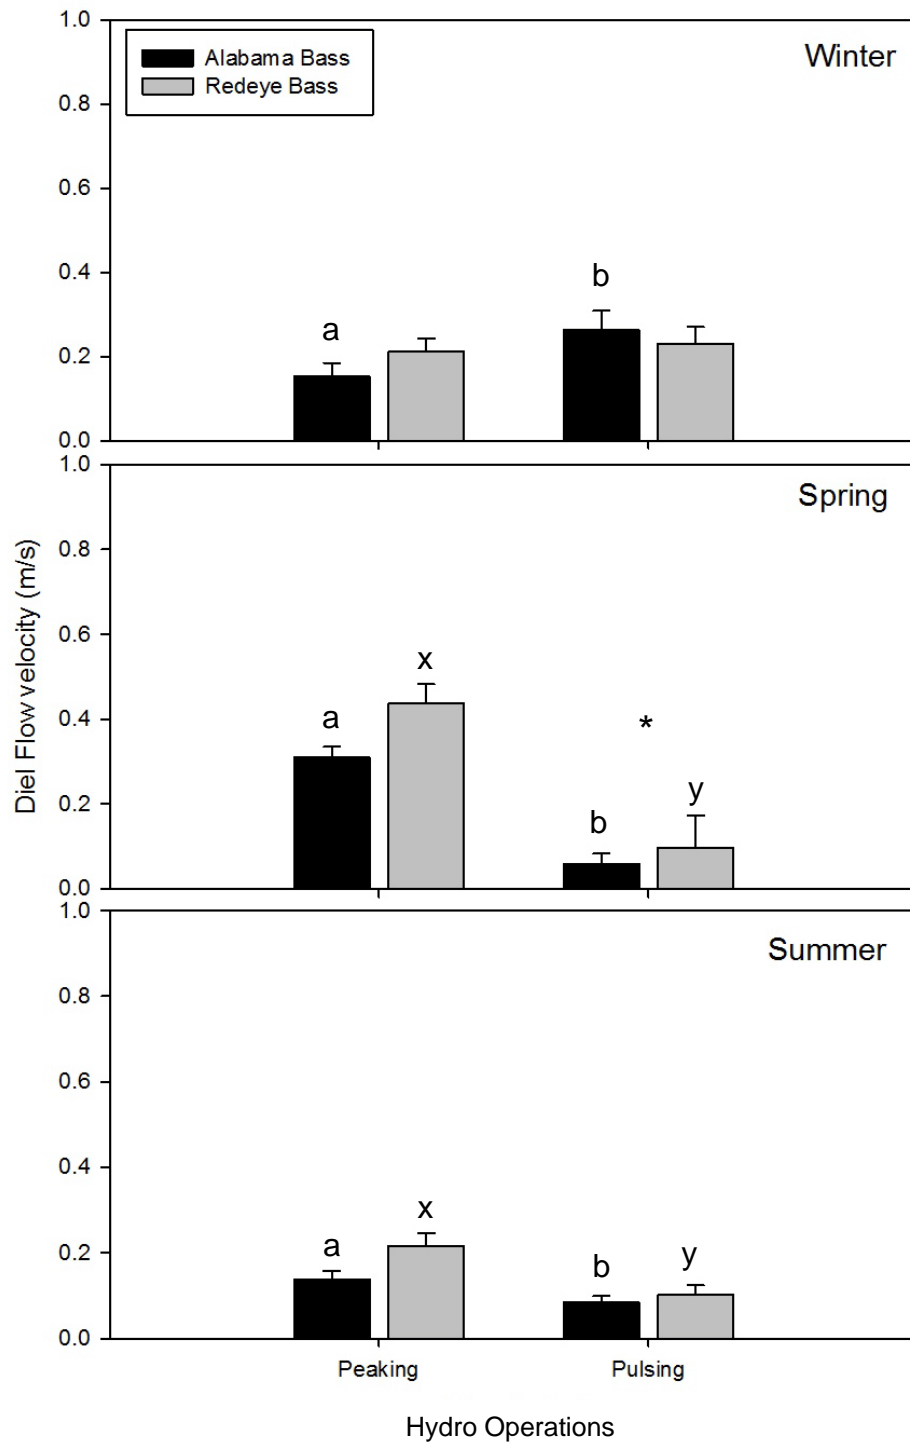 1.0
Alabama Bass
Redeye Bass
Winter
0.8
0.6
0.4
b
a
0.2
0.0
1.0
Spring
0.8
0.6
x
a
0.4
*
y
0.2
b
0.0
Diel Flow velocity (m/s)
1.0
Summer
0.8
0.6
0.4
x
a
b
y
0.2
0.0
Peaking Pulsing
Hydro Operations